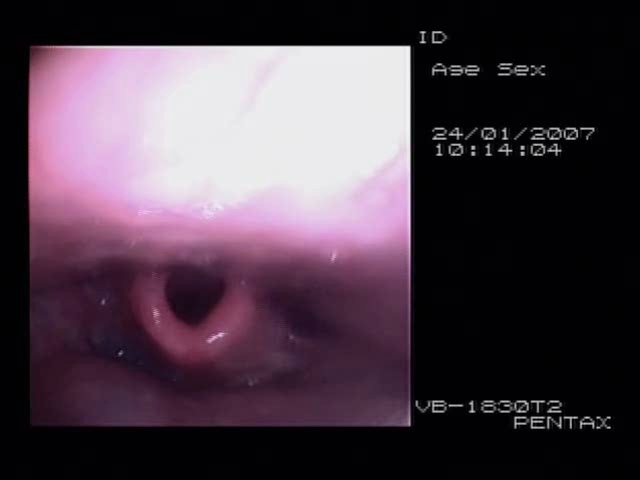 ID
Age Sex
24/01/2007
10:14:04
VB-1830T2
PENTAX